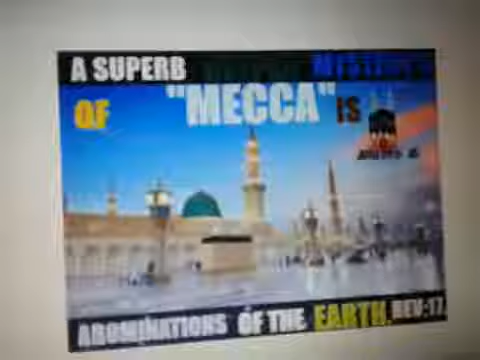 A SUPERB
OF "MECCA" IS
ABOMINATIONS OF THE EARTH. REV:17